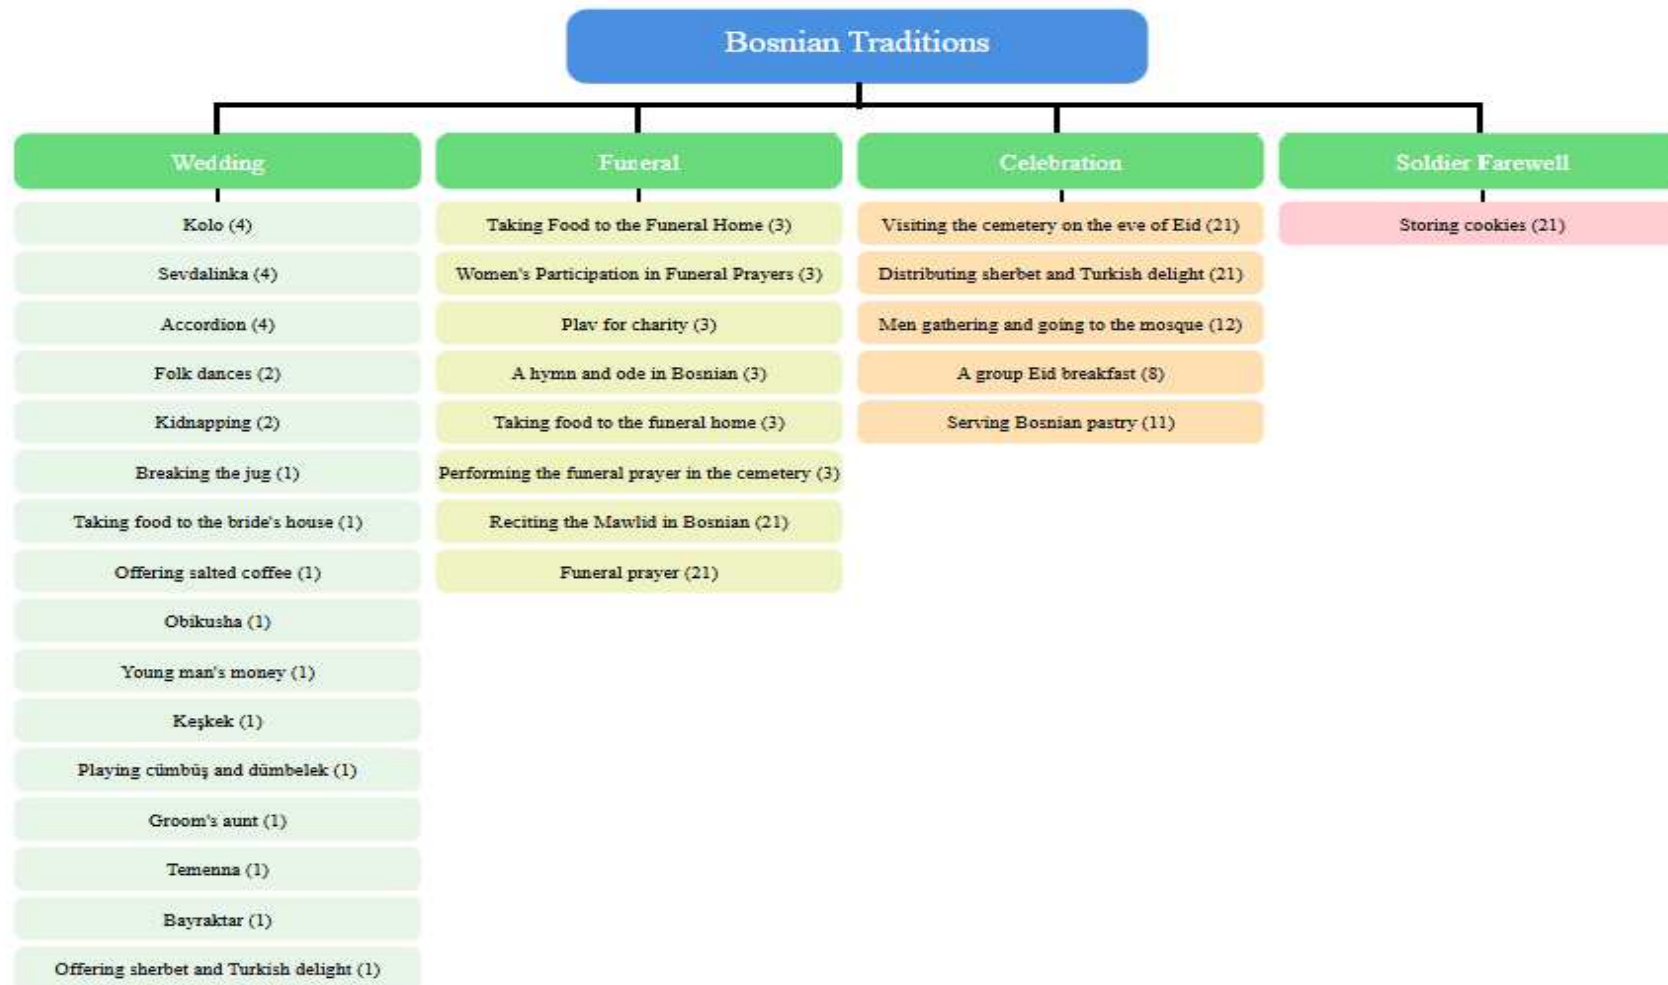 Bosnian Traditions
Wedding
Kolo (4)
Sevdalinka (4)
Accordion (4)
Folk dances (2)
Kidnapping (2)
Breaking the jug (1)
Taking food to the bride's house (1)
Offering salted coffee (1)
Obikusha (1)
Young man's money (1)
Keşkek (1)
Playing cümbüş and dümbelek (1)
Groom's aunt (1)
Temenna (1)
Bayraktar (1)
Offering sherbet and Turkish delight (1)
Funeral
Taking Food to the Funeral Home (3)
Women's Participation in Funeral Prayers (3)
Play for charity (3)
A hymn and ode in Bosnian (3)
Taking food to the funeral home (3)
Performing the funeral prayer in the cemetery (3)
Reciting the Mawlid in Bosnian (21)
Funeral prayer (21)
Celebration
Visiting the cemetery on the eve of Eid (21)
Distributing sherbet and Turkish delight (21)
Men gathering and going to the mosque (12)
A group Eid breakfast (8)
Serving Bosnian pastry (11)
Soldier Farewell
Storing cookies (21)